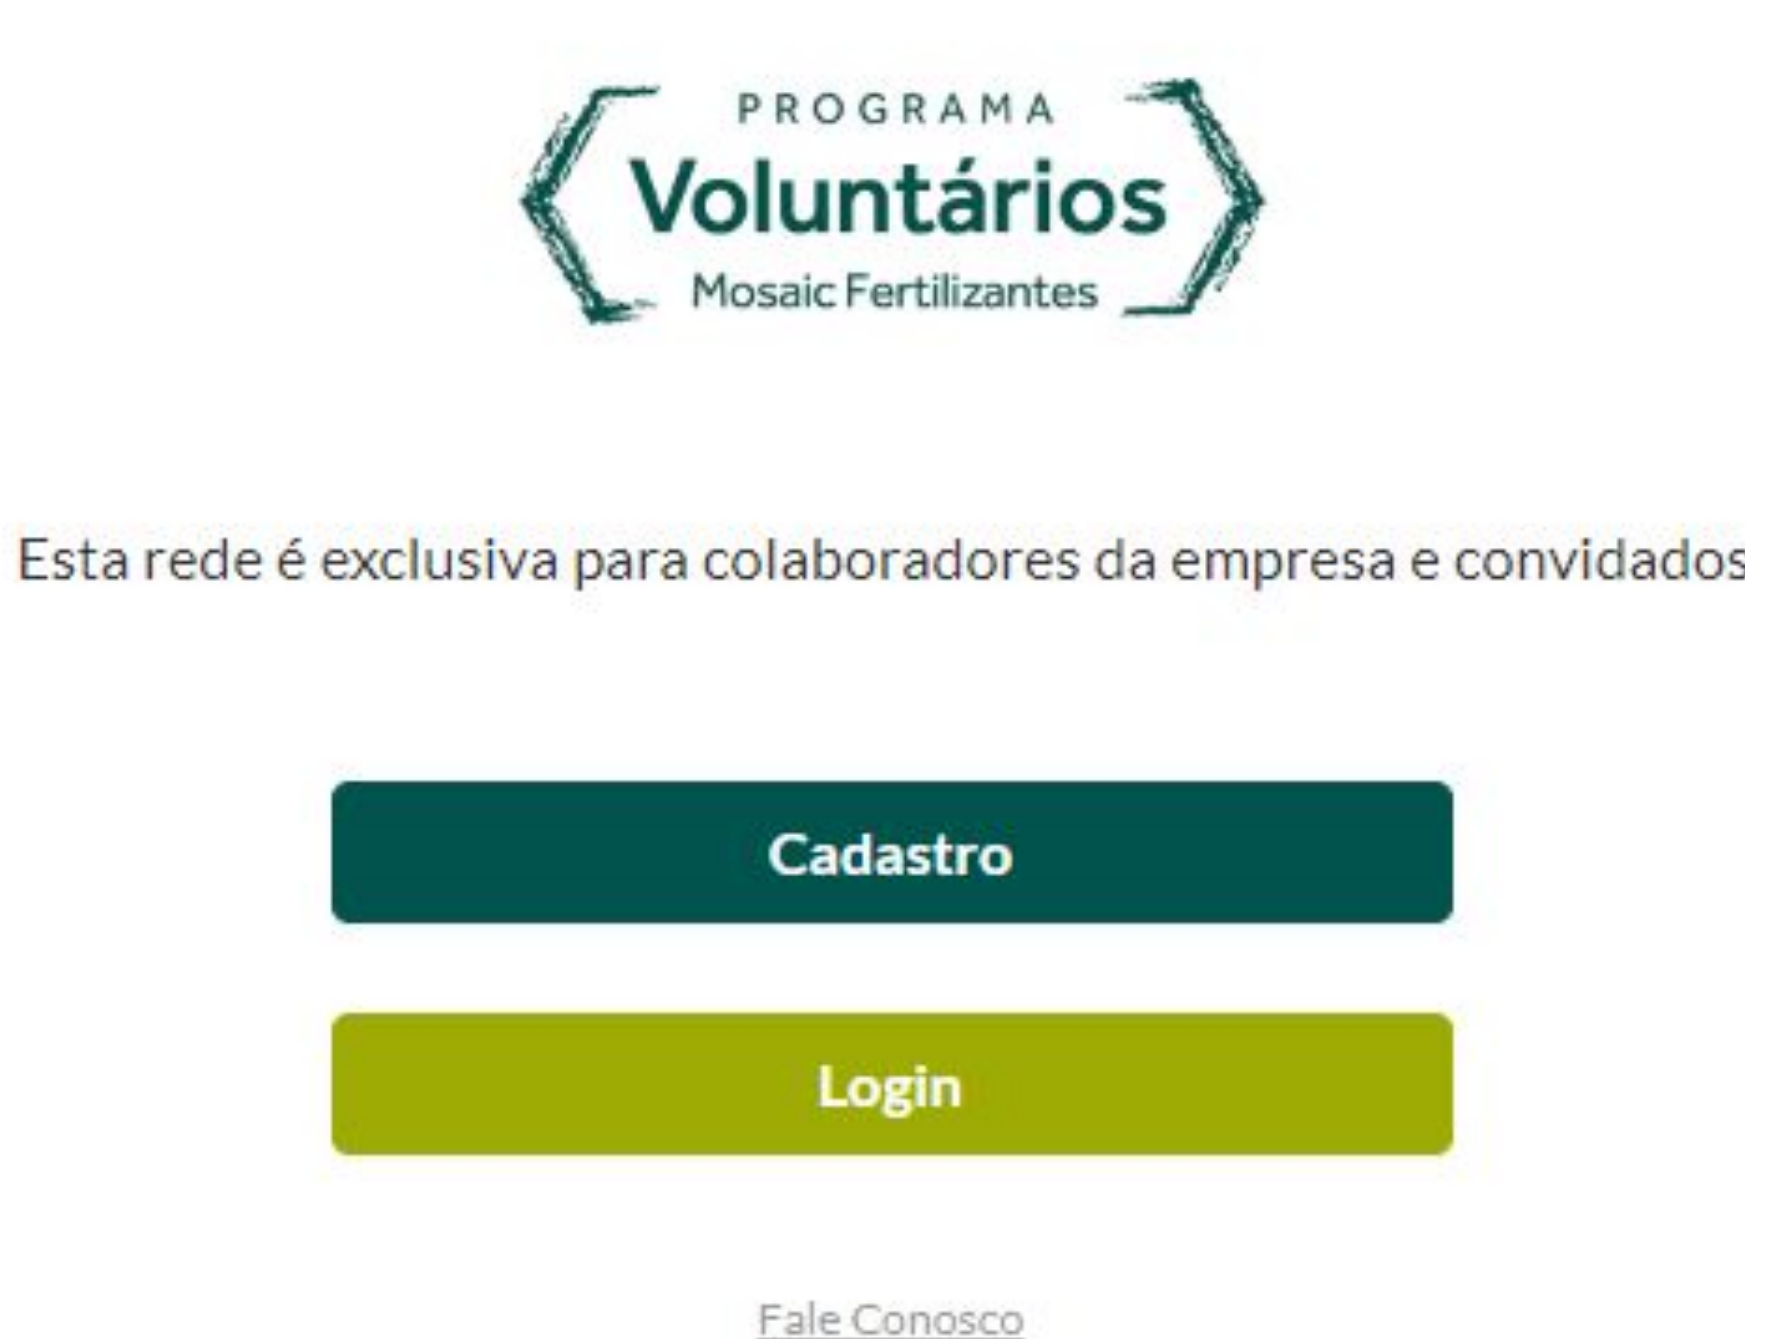 PROGRAMA
Voluntários
Mosaic Fertilizantes
Esta rede é exclusiva para colaboradores da empresa e convidados
Cadastro
Login
Fale Conosco